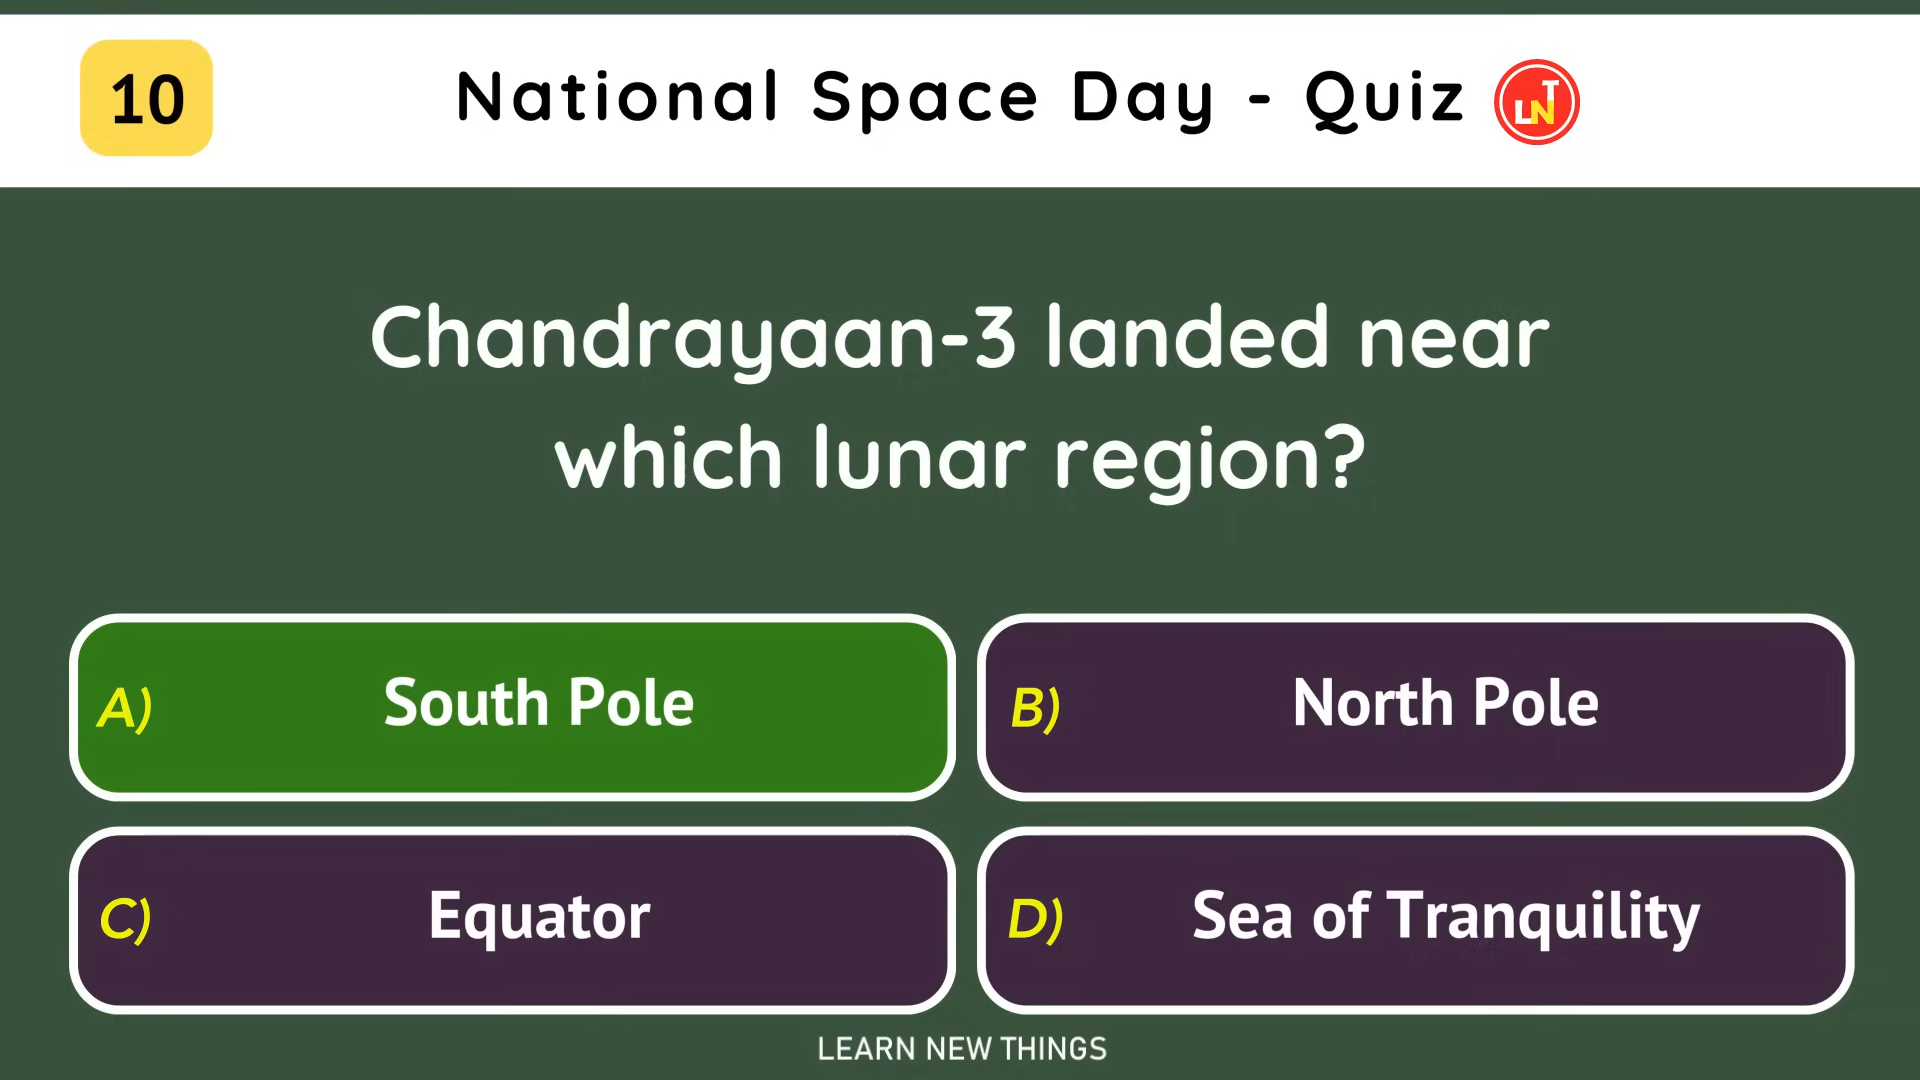 10
National Space Day - Quiz
LNT
Chandrayaan-3 landed near
which lunar region?
A) South Pole
B) North Pole
C) Equator
D) Sea of Tranquility
LEARN NEW THINGS